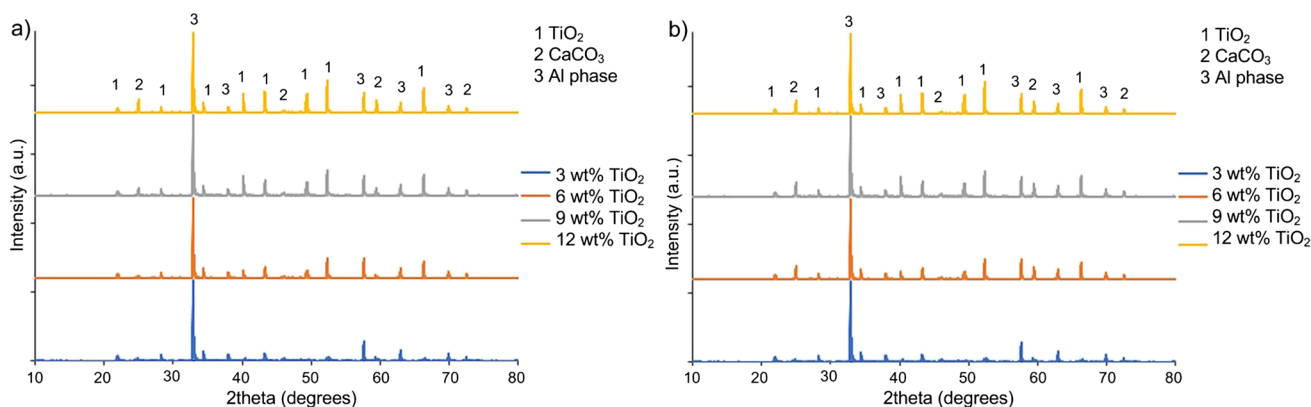 a)
3
1 TiO₂
2 CaCO₃
3 Al phase
1 2 1 1 3 1 1 2 1 1 3 2 3 1 3 2
Intensity (a.u.)
3 wt% TiO₂
6 wt% TiO₂
9 wt% TiO₂
12 wt% TiO₂
10 20 30 40 50 60 70 80
2theta (degrees)
b)
3
1 TiO₂
2 CaCO₃
3 Al phase
1 2 1 1 3 1 1 2 1 1 3 2 3 1 3 2
Intensity (a.u.)
3 wt% TiO₂
6 wt% TiO₂
9 wt% TiO₂
12 wt% TiO₂
10 20 30 40 50 60 70 80
2theta (degrees)